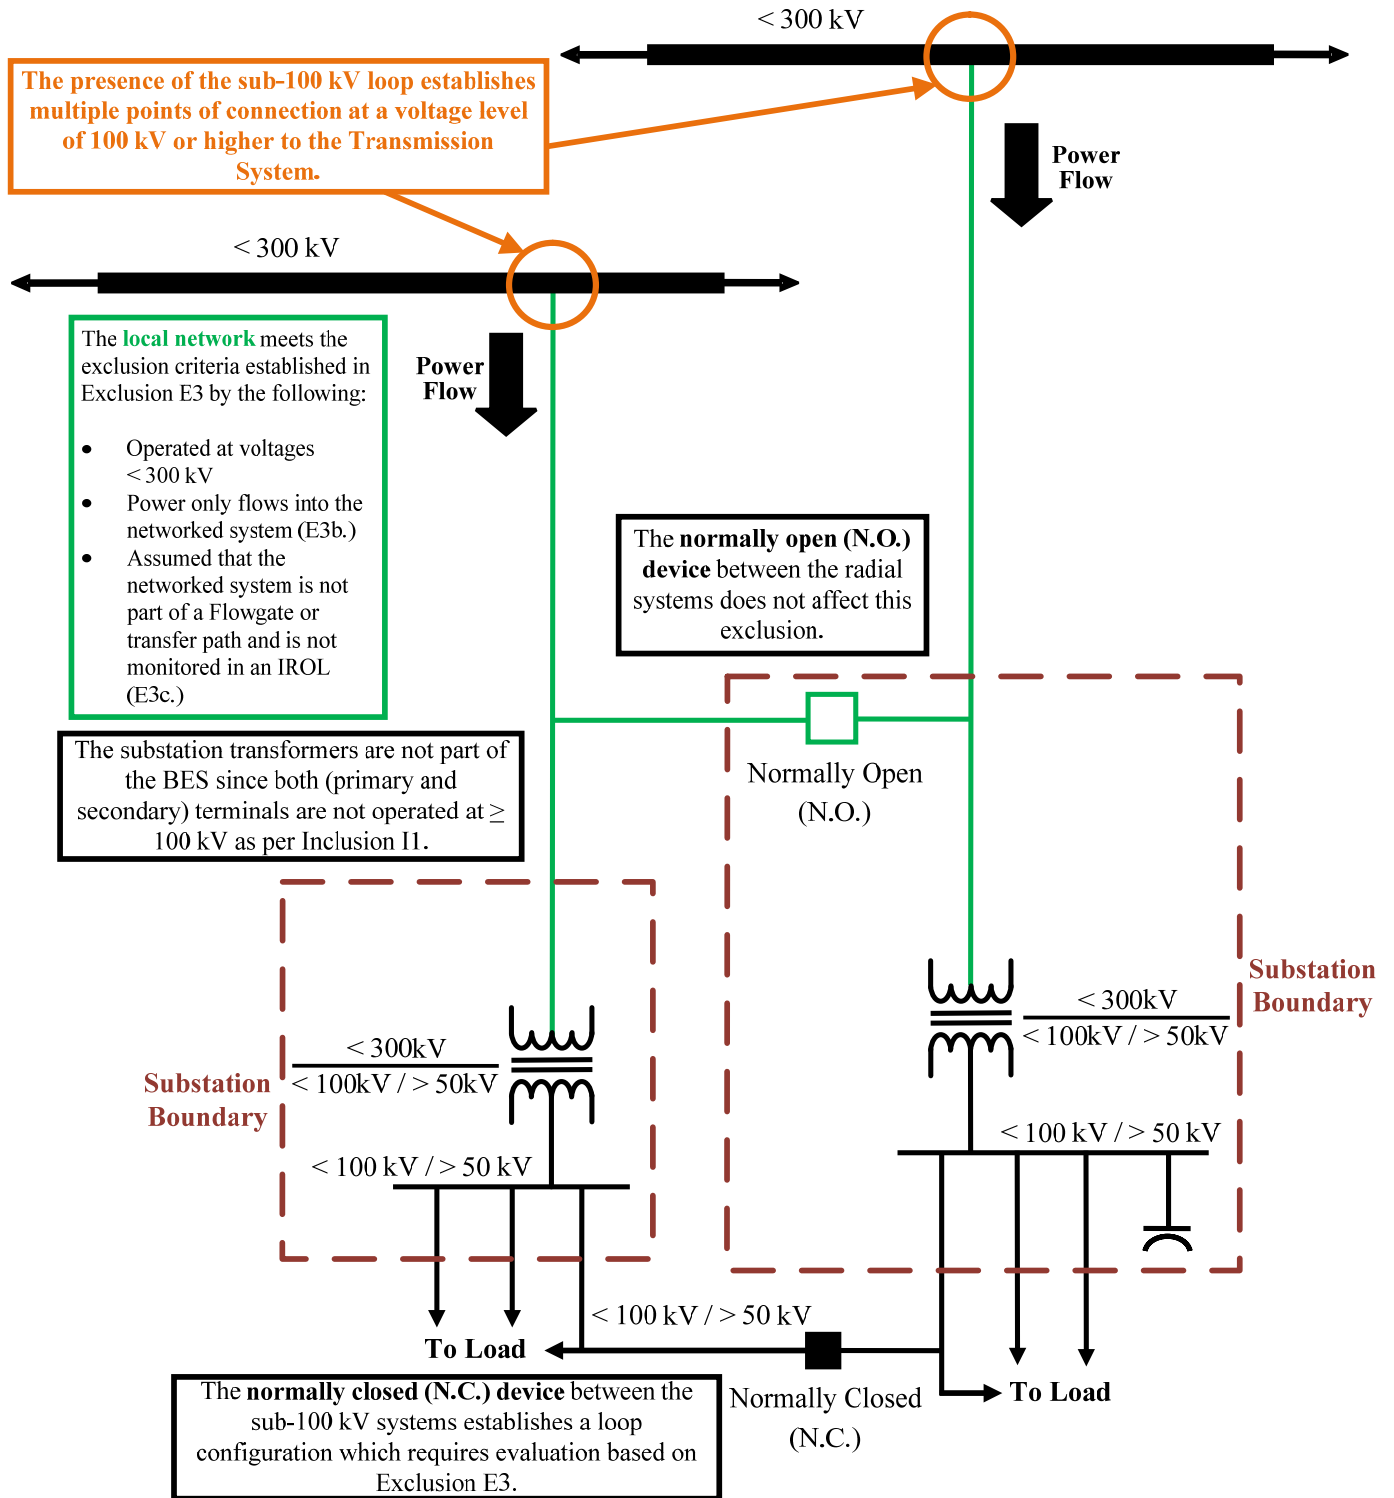 < 300 kV
The presence of the sub-100 kV loop establishes
multiple points of connection at a voltage level
of 100 kV or higher to the Transmission
System.
Power
Flow
< 300 kV
The local network meets the
exclusion criteria established in
Exclusion E3 by the following:
• Operated at voltages
< 300 kV
• Power only flows into the
networked system (E3b.)
• Assumed that the
networked system is not
part of a Flowgate or
transfer path and is not
monitored in an IROL
(E3c.)
Power
Flow
The normally open (N.O.)
device between the radial
systems does not affect this
exclusion.
The substation transformers are not part of
the BES since both (primary and
secondary) terminals are not operated at ≥
100 kV as per Inclusion I1.
Normally Open
(N.O.)
Substation
Boundary
< 300kV
< 100kV / > 50kV
< 300kV
< 100kV / > 50kV
Substation
Boundary
< 100 kV / > 50 kV
< 100 kV / > 50 kV
< 100 kV / > 50 kV
To Load
To Load
Normally Closed
(N.C.)
The normally closed (N.C.) device between the
sub-100 kV systems establishes a loop
configuration which requires evaluation based on
Exclusion E3.